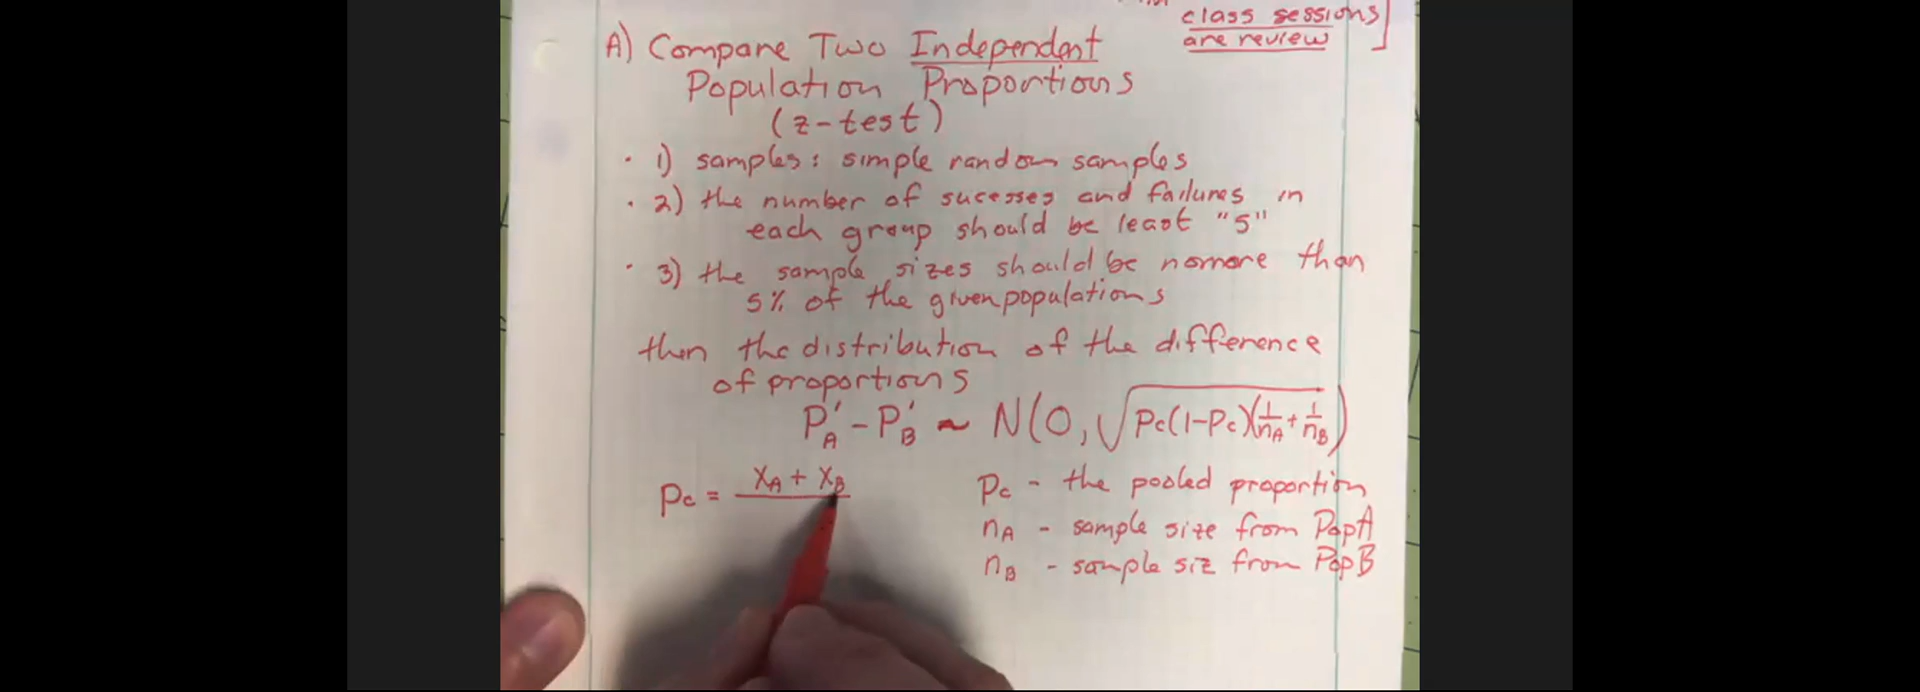 class sessions]
are review
A) Compare Two Independent
Population Proportions
(z-test)
· 1) samples: simple random samples
· 2) the number of sucesses and failures in
each group should be least "5"
· 3) the sample sizes should be nomore than
5% of the given populations
then the distribution of the difference
of proportions
P'A - P'B ~ N(0, √pc(1-pc)(1/nA + 1/nB))
pc = xA + xB
pc - the pooled proportion
nA - sample size from PopA
nB - sample siz from PopB